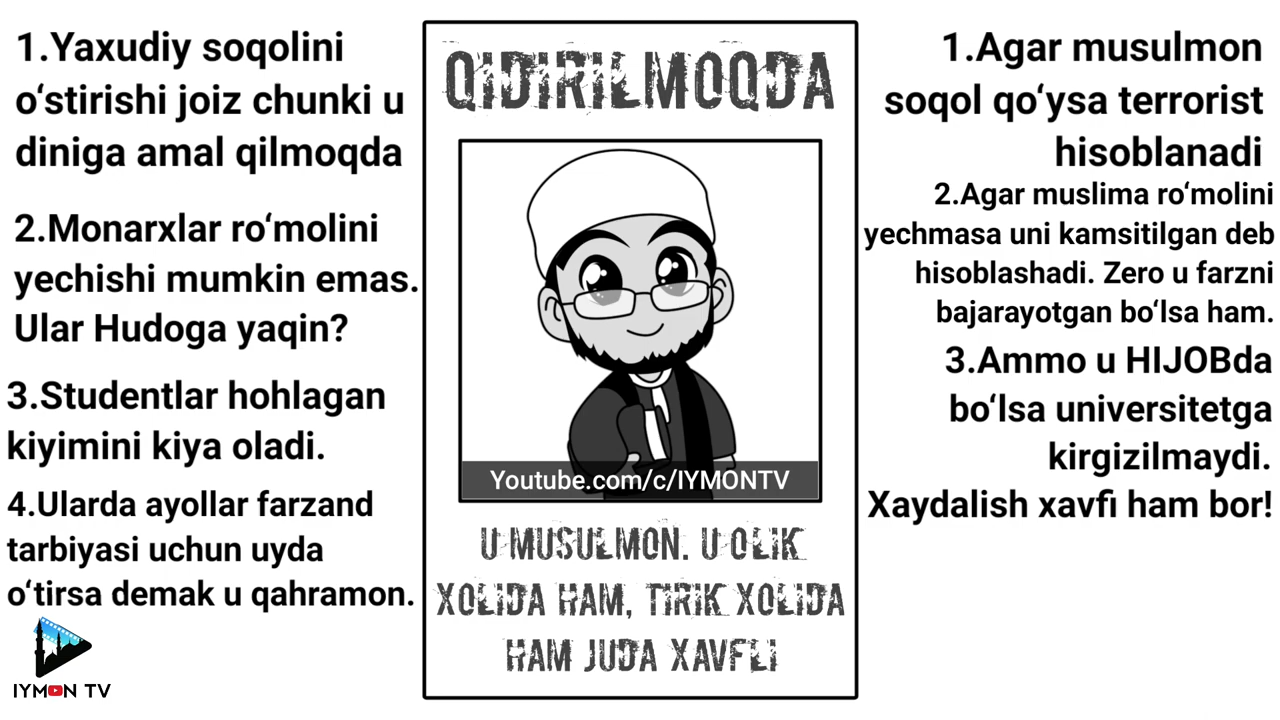 1.Yaxudiy soqolini
o‘stirishi joiz chunki u
diniga amal qilmoqda
2.Monarxlar ro‘molini
yechishi mumkin emas.
Ular Hudoga yaqin?
3.Studentlar hohlagan
kiyimini kiya oladi.
4.Ularda ayollar farzand
tarbiyasi uchun uyda
o‘tirsa demak u qahramon.
IYMON TV
QIDIRILMOQDA
Youtube.com/c/IYMONTV
U MUSULMON. U OLIK
XOLIDA HAM, TIRIK XOLIDA
HAM JUDA XAVFLI
1.Agar musulmon
soqol qo‘ysa terrorist
hisoblanadi
2.Agar muslima ro‘molini
yechmasa uni kamsitilgan deb
hisoblashadi. Zero u farzni
bajarayotgan bo‘lsa ham.
3.Ammo u HIJOBda
bo‘lsa universitetga
kirgizilmaydi.
Xaydalish xavfi ham bor!